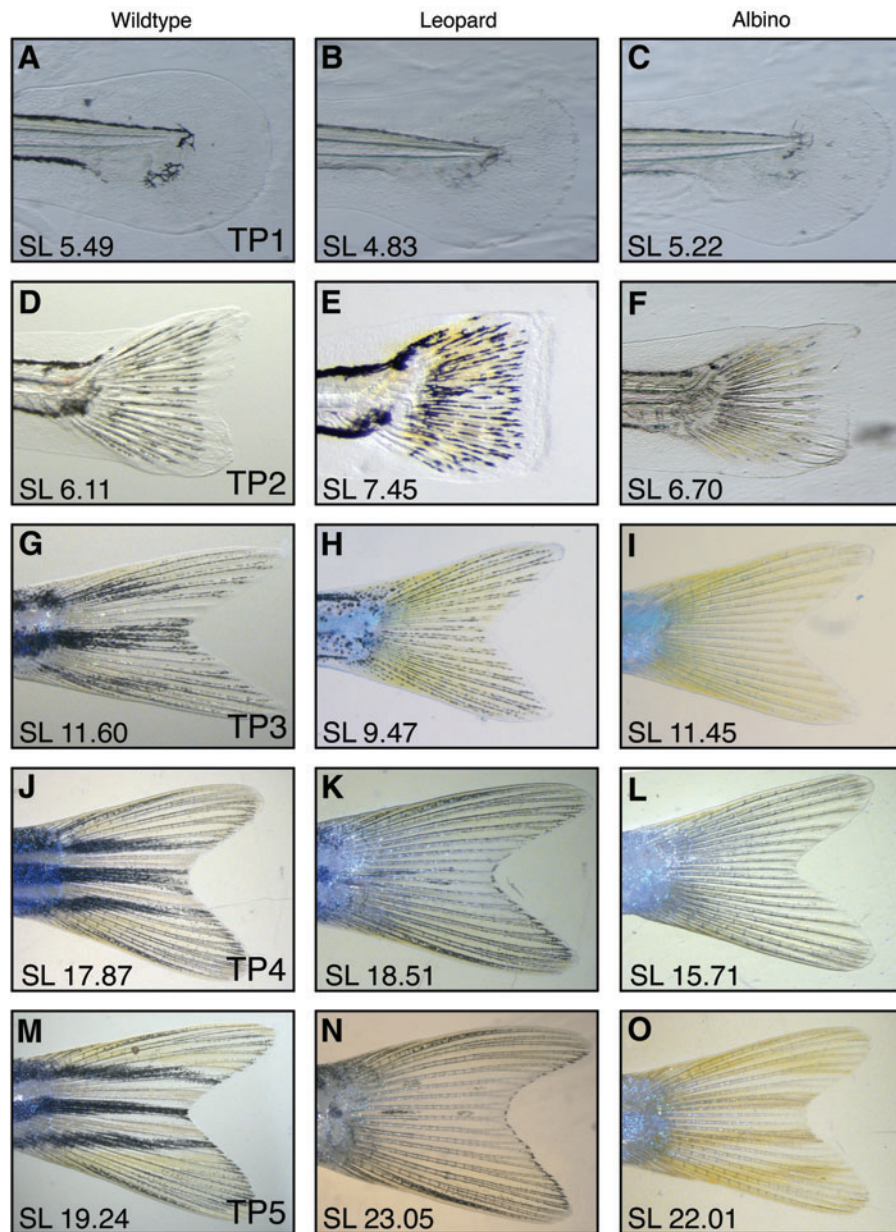 Wildtype Leopard Albino
A B C
SL 5.49 TP1 SL 4.83 SL 5.22
D E F
SL 6.11 TP2 SL 7.45 SL 6.70
G H I
SL 11.60 TP3 SL 9.47 SL 11.45
J K L
SL 17.87 TP4 SL 18.51 SL 15.71
M N O
SL 19.24 TP5 SL 23.05 SL 22.01